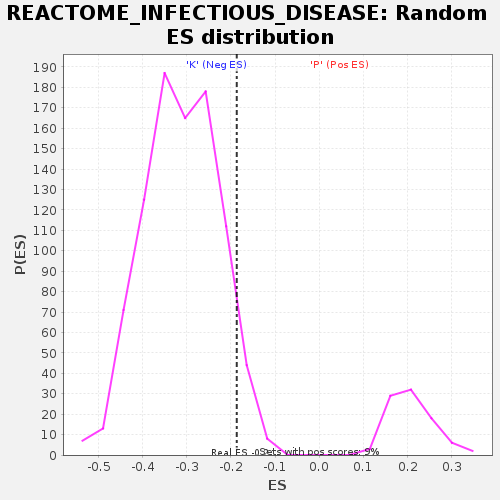 REACTOME_INFECTIOUS_DISEASE: Random
ES distribution
'K' (Neg ES) 'P' (Pos ES)
P(ES)
190
180
170
160
150
140
130
120
110
100
90
80
70
60
50
40
30
20
10
0
Real ES Sets with pos scores:
-0.5 -0.4 -0.3 -0.2 -0.1 0.0 0.1 0.2 0.3
ES